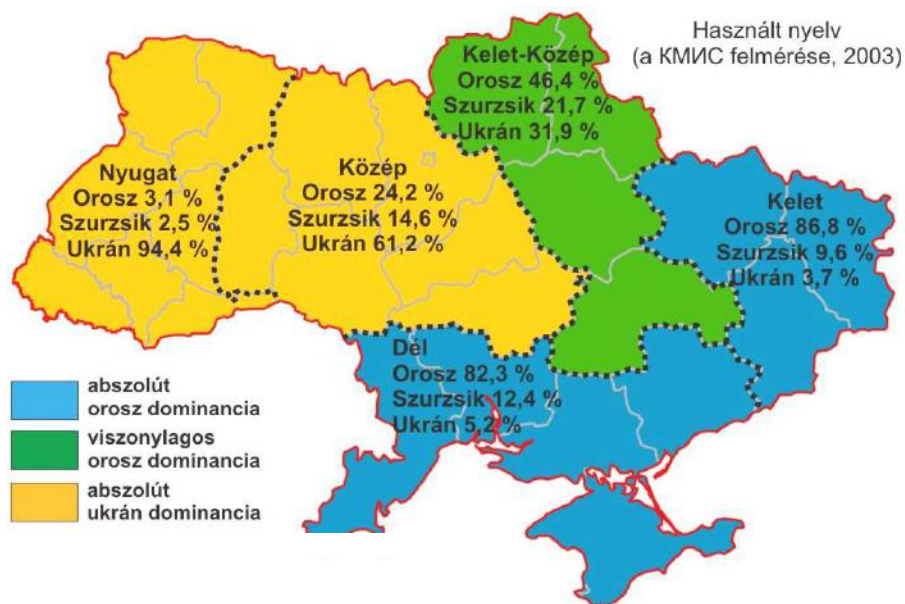 Használt nyelv
(a КМИС felmérése, 2003)
Kelet-Közép
Orosz 46,4 %
Szurzsik 21,7 %
Ukrán 31,9 %
Nyugat
Orosz 3,1 %
Szurzsik 2,5 %
Ukrán 94,4 %
Közép
Orosz 24,2 %
Szurzsik 14,6 %
Ukrán 61,2 %
Kelet
Orosz 86,8 %
Szurzsik 9,6 %
Ukrán 3,7 %
Dél
Orosz 82,3 %
Szurzsik 12,4 %
Ukrán 5,2 %
abszolút
orosz dominancia
viszonylagos
orosz dominancia
abszolút
ukrán dominancia